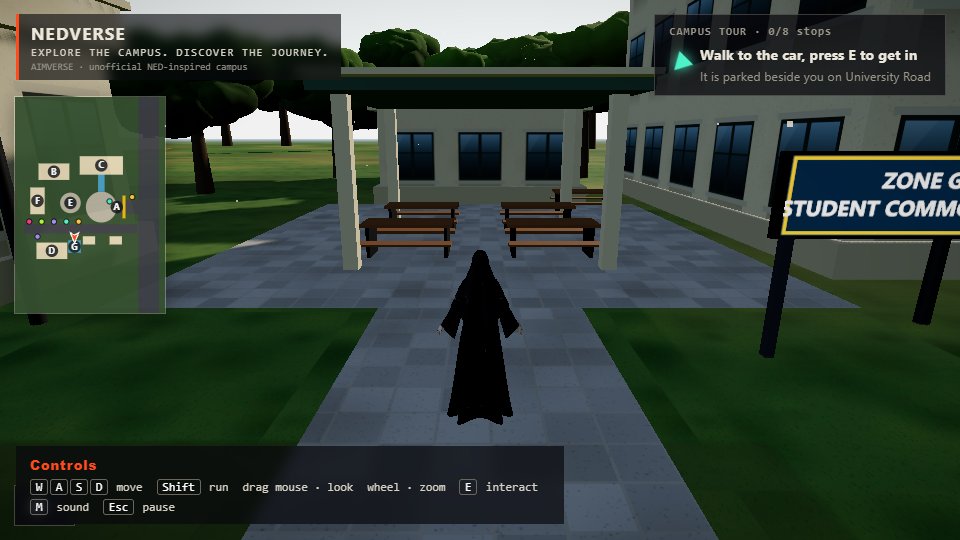 NEDVERSE
EXPLORE THE CAMPUS. DISCOVER THE JOURNEY.
AIMVERSE · unofficial NED-inspired campus
CAMPUS TOUR · 0/8 stops
Walk to the car, press E to get in
It is parked beside you on University Road
B
C
F
E
A
D
G
ZONE G
STUDENT COMM
Controls
W A S D move Shift run drag mouse · look wheel · zoom E interact
M sound Esc pause